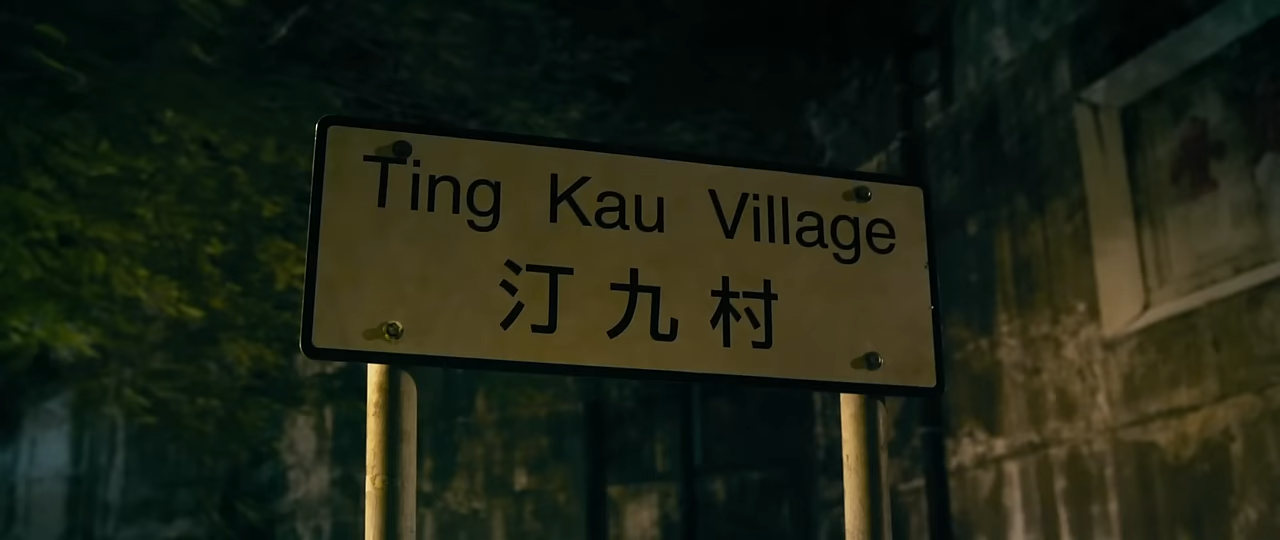 Ting Kau Village
汀九村